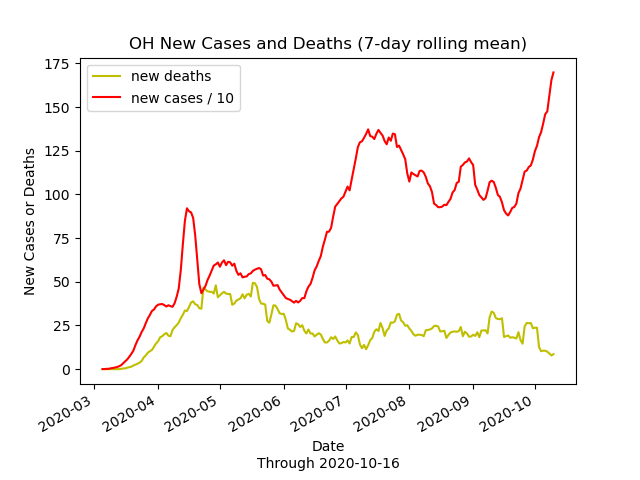 OH New Cases and Deaths (7-day rolling mean)
new deaths
new cases / 10
175
150
125
100
75
50
25
0
New Cases or Deaths
2020-03
2020-04
2020-05
2020-06
2020-07
2020-08
2020-09
2020-10
Date
Through 2020-10-16